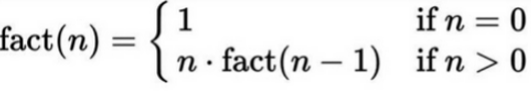 fact(n) = { 1 if n = 0
n · fact(n − 1) if n > 0